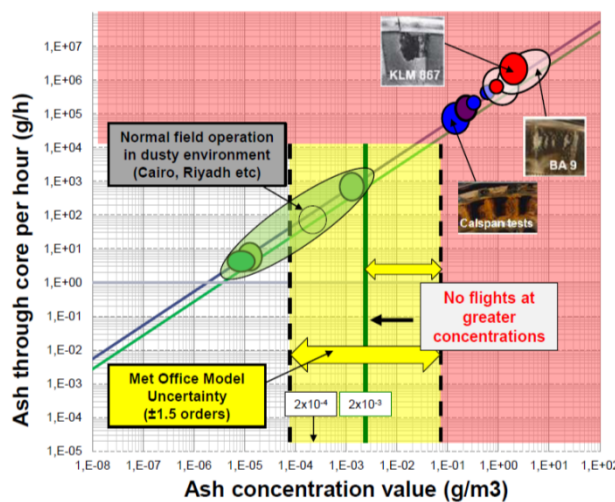 1,E+07
1,E+06
1,E+05
1,E+04
1,E+03
1,E+02
1,E+01
1,E+00
1,E-01
1,E-02
1,E-03
1,E-04
1,E-05
Ash through core per hour (g/h)
KLM 867
BA 9
Calspan tests
Normal field operation
in dusty environment
(Cairo, Riyadh etc)
No flights at
greater
concentrations
Met Office Model
Uncertainty
(±1.5 orders)
2x10-4
2x10-3
1,E-08 1,E-07 1,E-06 1,E-05 1,E-04 1,E-03 1,E-02 1,E-01 1,E+00 1,E+01 1,E+02
Ash concentration value (g/m3)